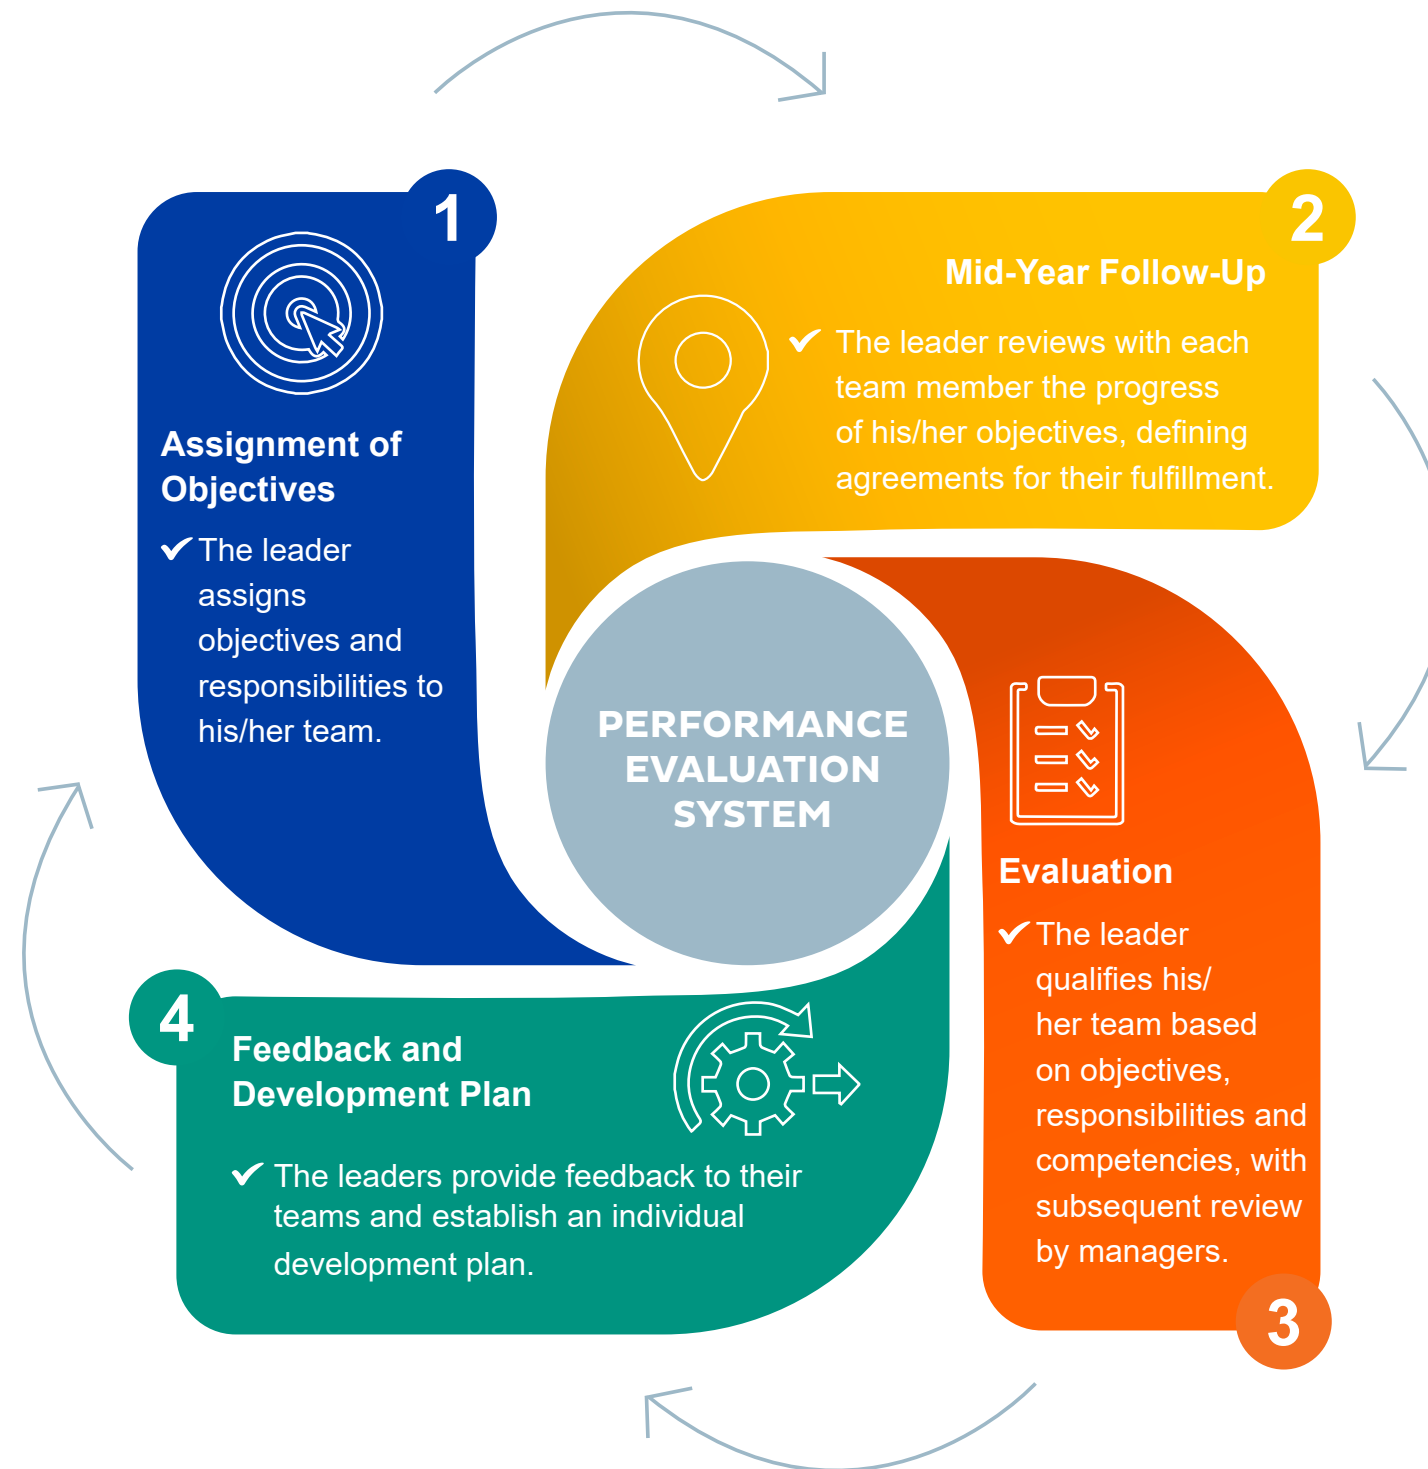 1
Assignment of
Objectives
The leader
assigns
objectives and
responsibilities to
his/her team.
2
Mid-Year Follow-Up
The leader reviews with each
team member the progress
of his/her objectives, defining
agreements for their fulfillment.
PERFORMANCE
EVALUATION
SYSTEM
Evaluation
The leader
qualifies his/
her team based
on objectives,
responsibilities and
competencies, with
subsequent review
by managers.
3
4
Feedback and
Development Plan
The leaders provide feedback to their
teams and establish an individual
development plan.